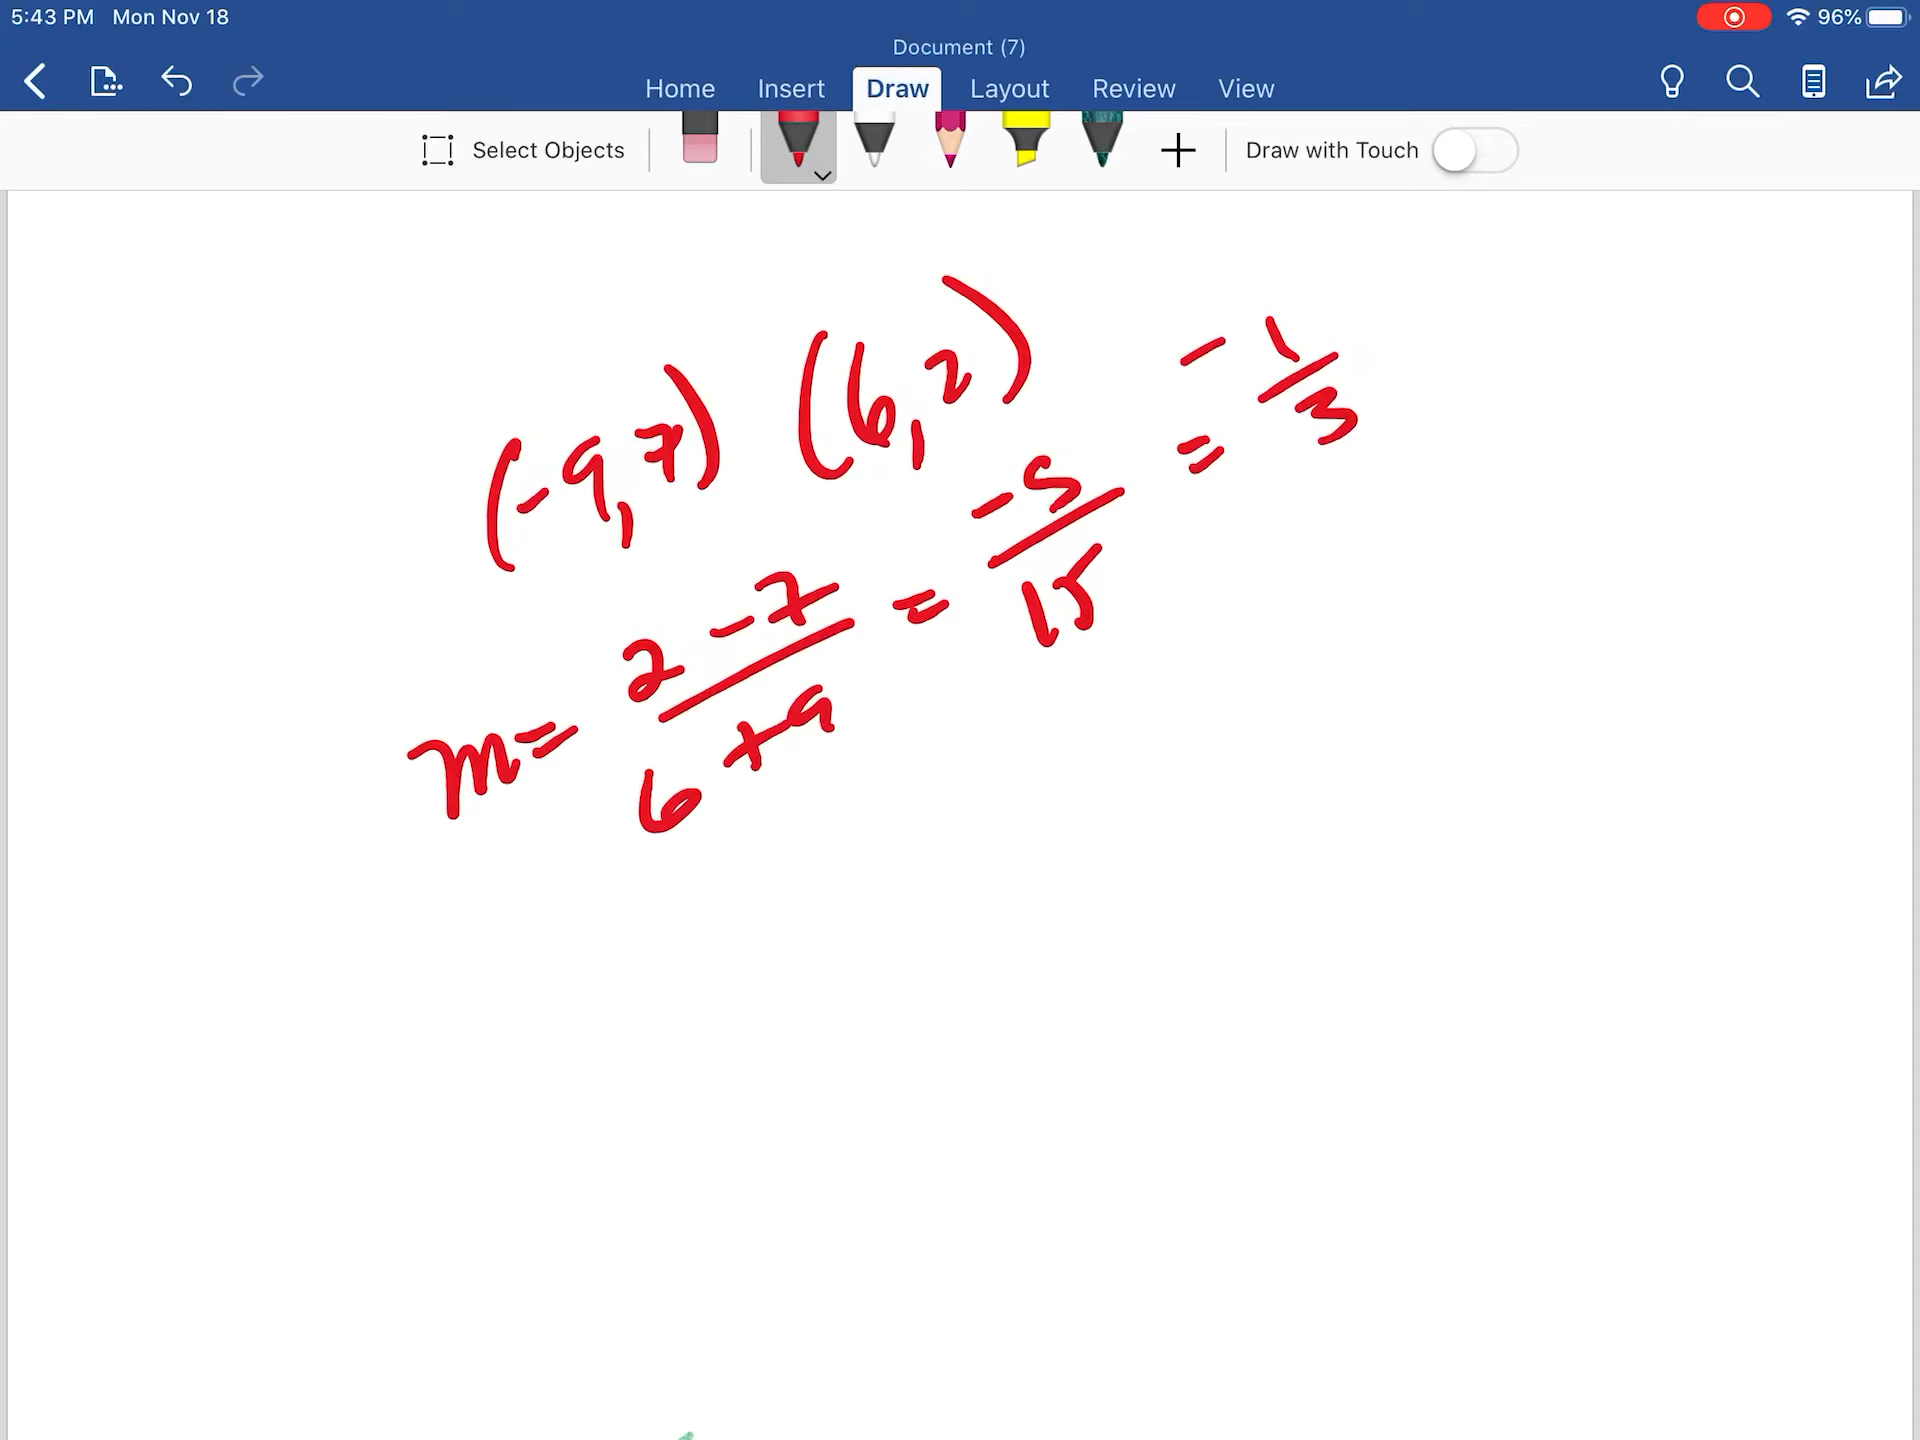 5:43 PM Mon Nov 18 96%
Document (7)
Home Insert Draw Layout Review View
Select Objects Draw with Touch
(-9,7) (6,2)
m = 2 - 7 / 6 + 9 = -5 / 15 = - 1/3